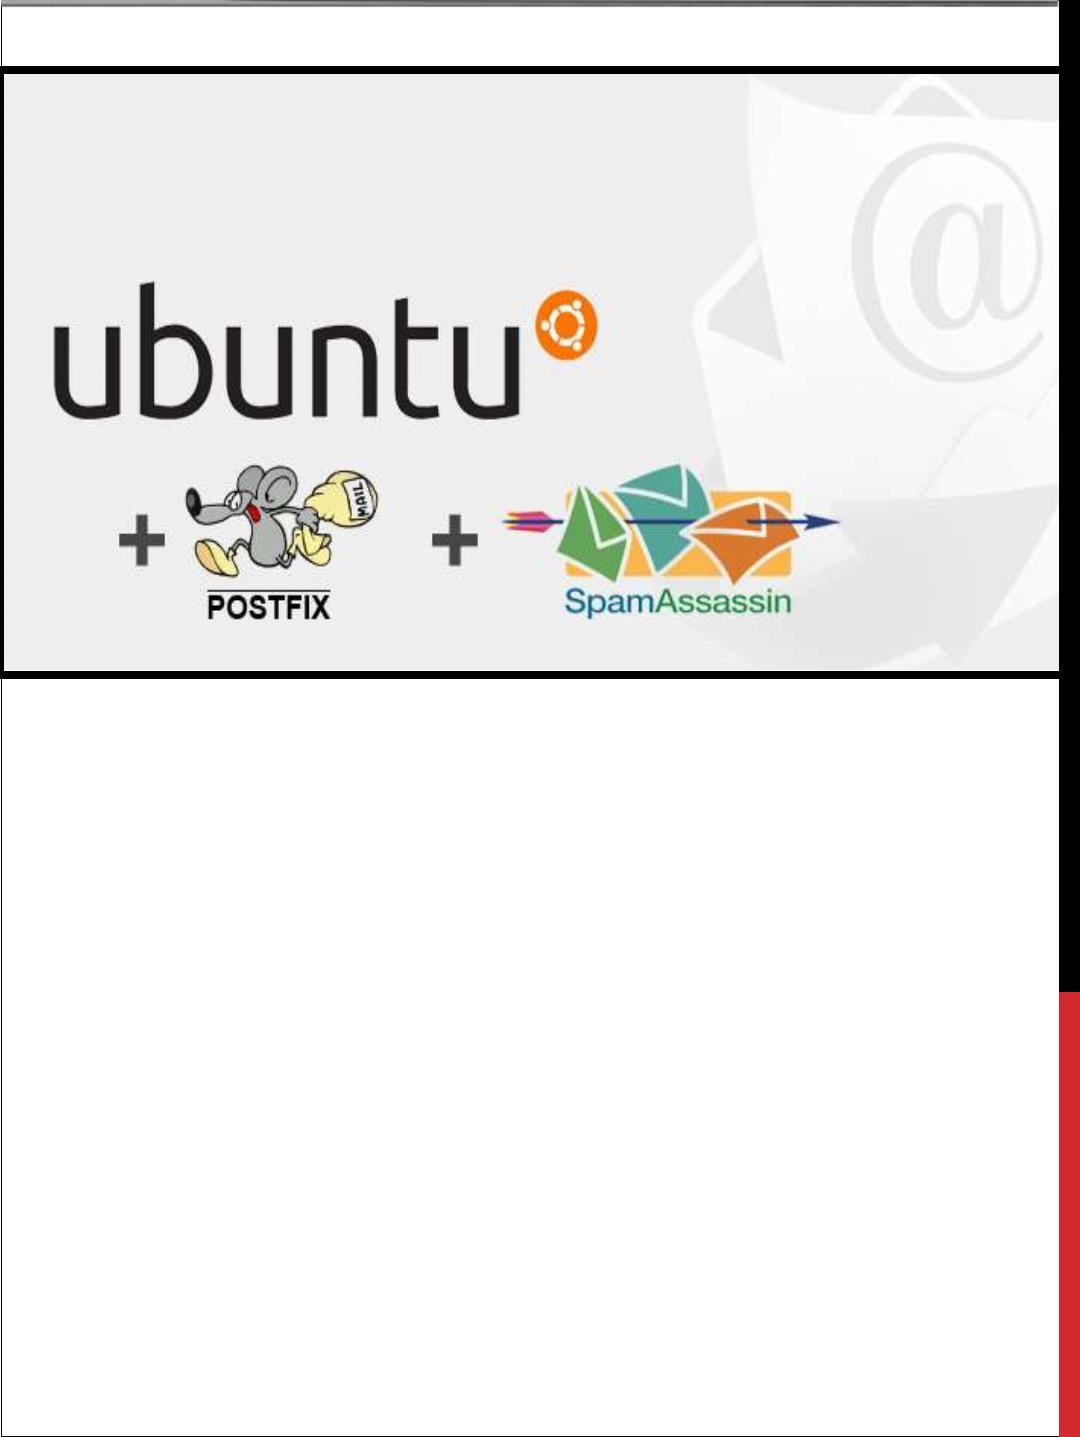 ubuntu
@
+
MAIL
POSTFIX
+
SpamAssassin